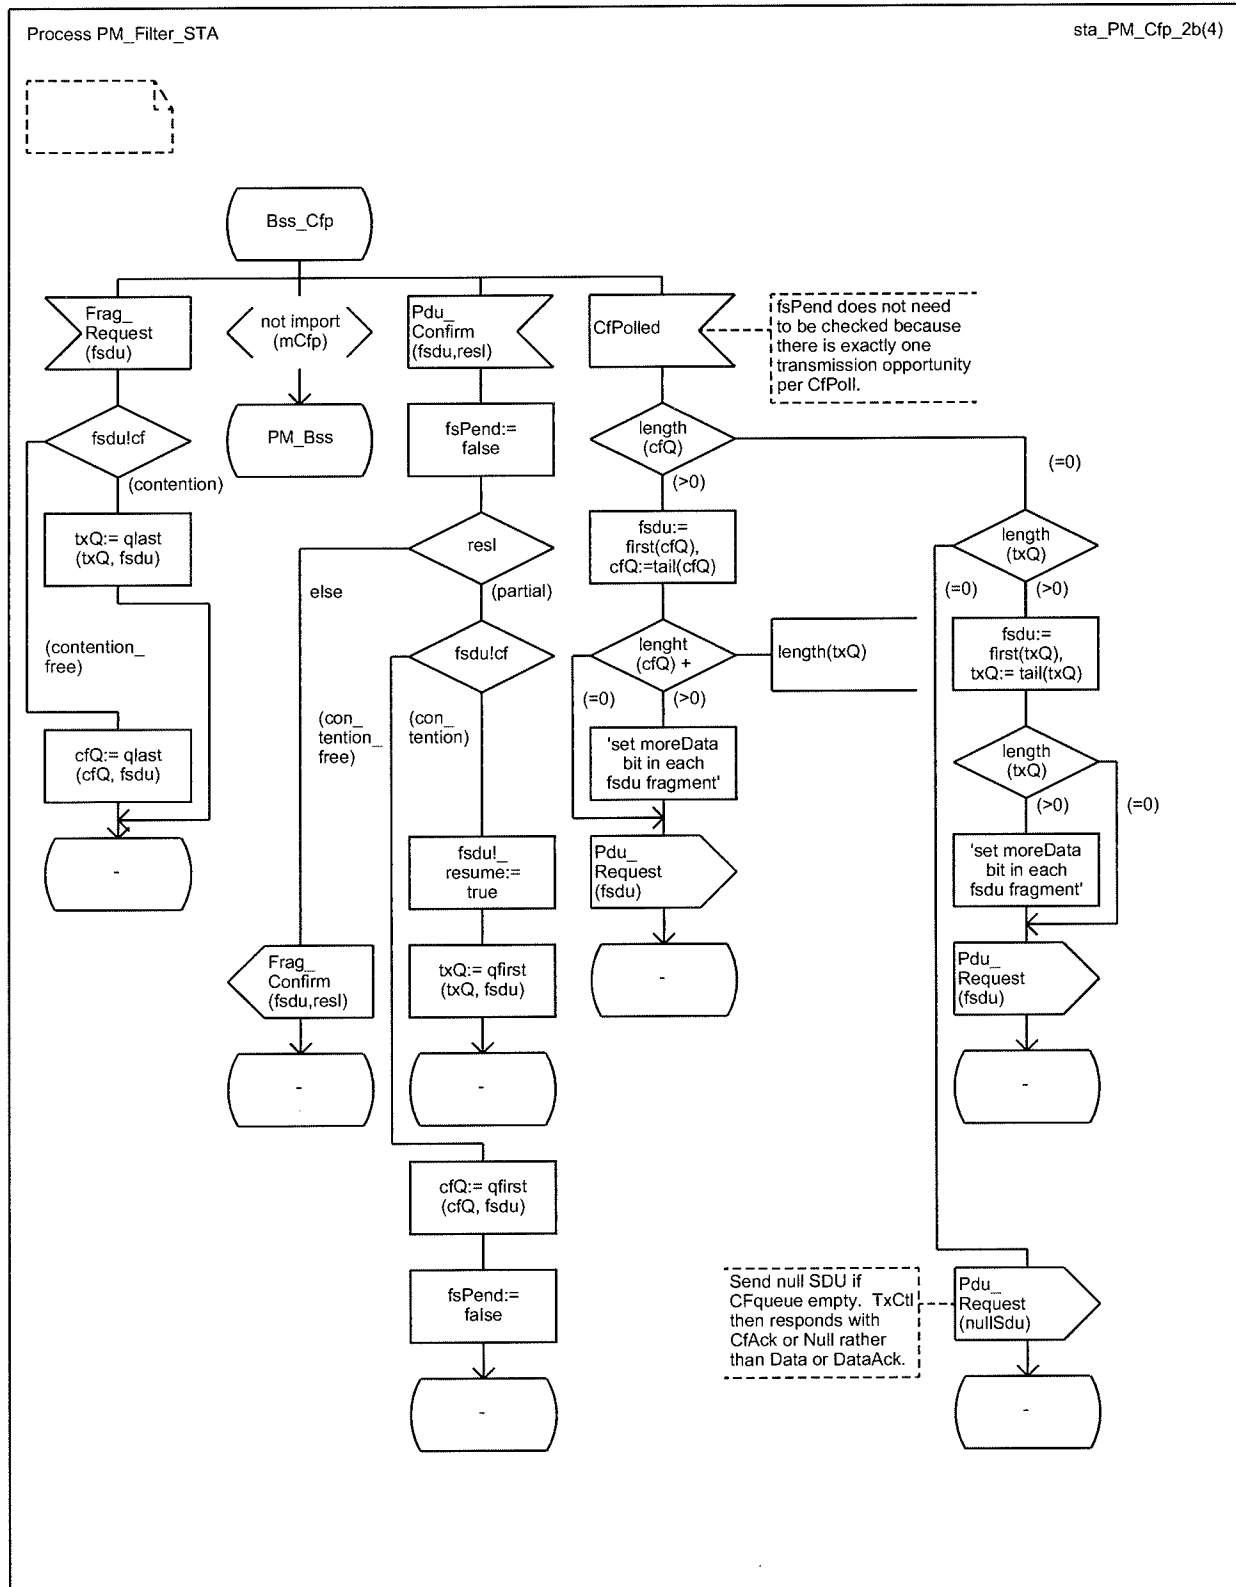 Process PM_Filter_STA
sta_PM_Cfp_2b(4)
Bss_Cfp
Frag_
Request
(fsdu)
not import
(mCfp)
Pdu_
Confirm
(fsdu,resl)
CfPolled
fsPend does not need
to be checked because
there is exactly one
transmission opportunity
per CfPoll.
fsdu!cf
(contention)
txQ:= qlast
(txQ, fsdu)
(contention_
free)
cfQ:= qlast
(cfQ, fsdu)
-
PM_Bss
fsPend:=
false
resl
else
(partial)
fsdu!cf
(con_
tention_
free)
(con_
tention)
fsdu!_
resume:=
true
Frag_
Confirm
(fsdu,resl)
-
txQ:= qfirst
(txQ, fsdu)
-
cfQ:= qfirst
(cfQ, fsdu)
fsPend:=
false
-
length
(cfQ)
(=0)
(>0)
fsdu:=
first(cfQ),
cfQ:=tail(cfQ)
lenght
(cfQ) +
length(txQ)
(=0)
(>0)
'set moreData
bit in each
fsdu fragment'
Pdu_
Request
(fsdu)
-
length
(txQ)
(=0)
(>0)
fsdu:=
first(txQ),
txQ:= tail(txQ)
length
(txQ)
(>0)
(=0)
'set moreData
bit in each
fsdu fragment'
Pdu_
Request
(fsdu)
-
Send null SDU if
CFqueue empty. TxCtl
then responds with
CfAck or Null rather
than Data or DataAck.
Pdu_
Request
(nullSdu)
-